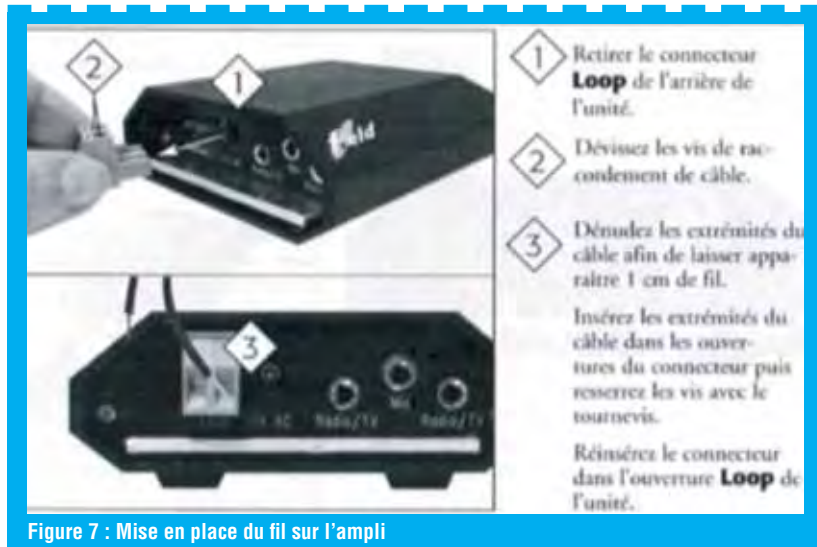 2
1
1
Retirer le connecteur
Loop de l'arrière de
l'unité.
2
Dévissez les vis de rac-
cordement de câble.
3
Dénudez les extrémités du
câble afin de laisser appa-
raître 1 cm de fil.
Insérez les extrémités du
câble dans les ouver-
tures du connecteur puis
resserrez les vis avec le
tournevis.
Réinsérez le connecteur
dans l'ouverture Loop de
l'unité.
3
AC Radio/TV Mic Radio/TV
Figure 7 : Mise en place du fil sur l'ampli